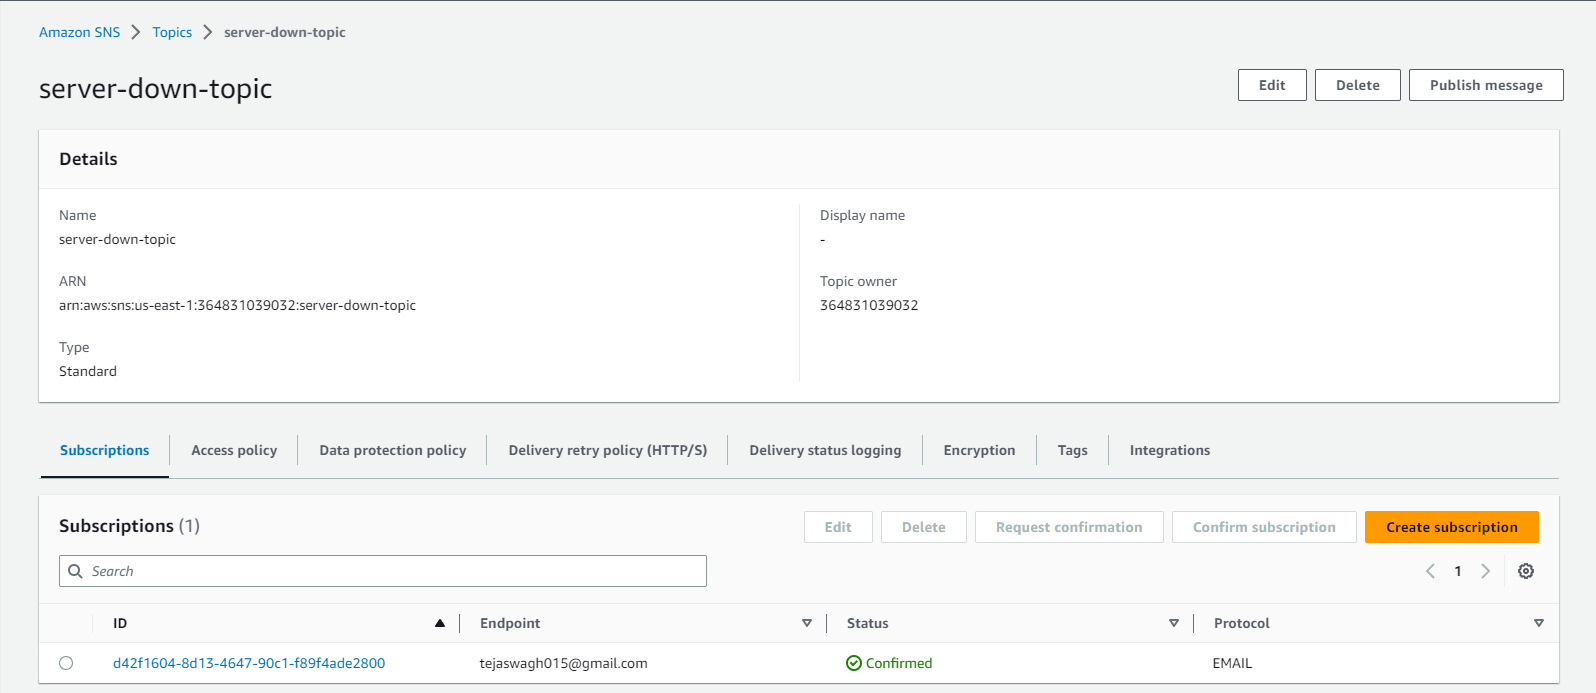 Amazon SNS > Topics > server-down-topic
server-down-topic
Edit Delete Publish message
Details
Name
server-down-topic
ARN
arn:aws:sns:us-east-1:364831039032:server-down-topic
Type
Standard
Display name
-
Topic owner
364831039032
Subscriptions Access policy Data protection policy Delivery retry policy (HTTP/S) Delivery status logging Encryption Tags Integrations
Subscriptions (1)
Edit Delete Request confirmation Confirm subscription Create subscription
Search
1
ID Endpoint Status Protocol
d42f1604-8d13-4647-90c1-f89f4ade2800 tejaswagh015@gmail.com Confirmed EMAIL